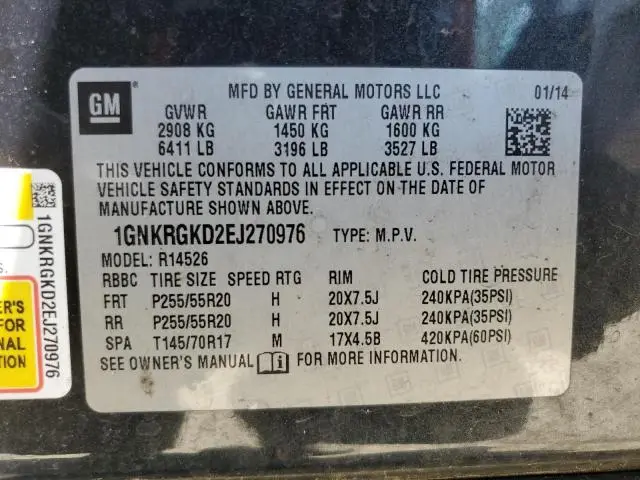 GM
MFD BY GENERAL MOTORS LLC 01/14
GVWR GAWR FRT GAWR RR
2908 KG 1450 KG 1600 KG
6411 LB 3196 LB 3527 LB
THIS VEHICLE CONFORMS TO ALL APPLICABLE U.S. FEDERAL MOTOR
VEHICLE SAFETY STANDARDS IN EFFECT ON THE DATE OF
MANUFACTURE SHOWN ABOVE.
1GNKRGKD2EJ270976 TYPE: M.P.V.
MODEL: R14526
RBBC TIRE SIZE SPEED RTG RIM COLD TIRE PRESSURE
FRT P255/55R20 H 20X7.5J 240KPA(35PSI)
RR P255/55R20 H 20X7.5J 240KPA(35PSI)
SPA T145/70R17 M 17X4.5B 420KPA(60PSI)
SEE OWNER'S MANUAL i FOR MORE INFORMATION.
1GNKRGKD2EJ270976
S.
ER'S
FOR
NAL
TION